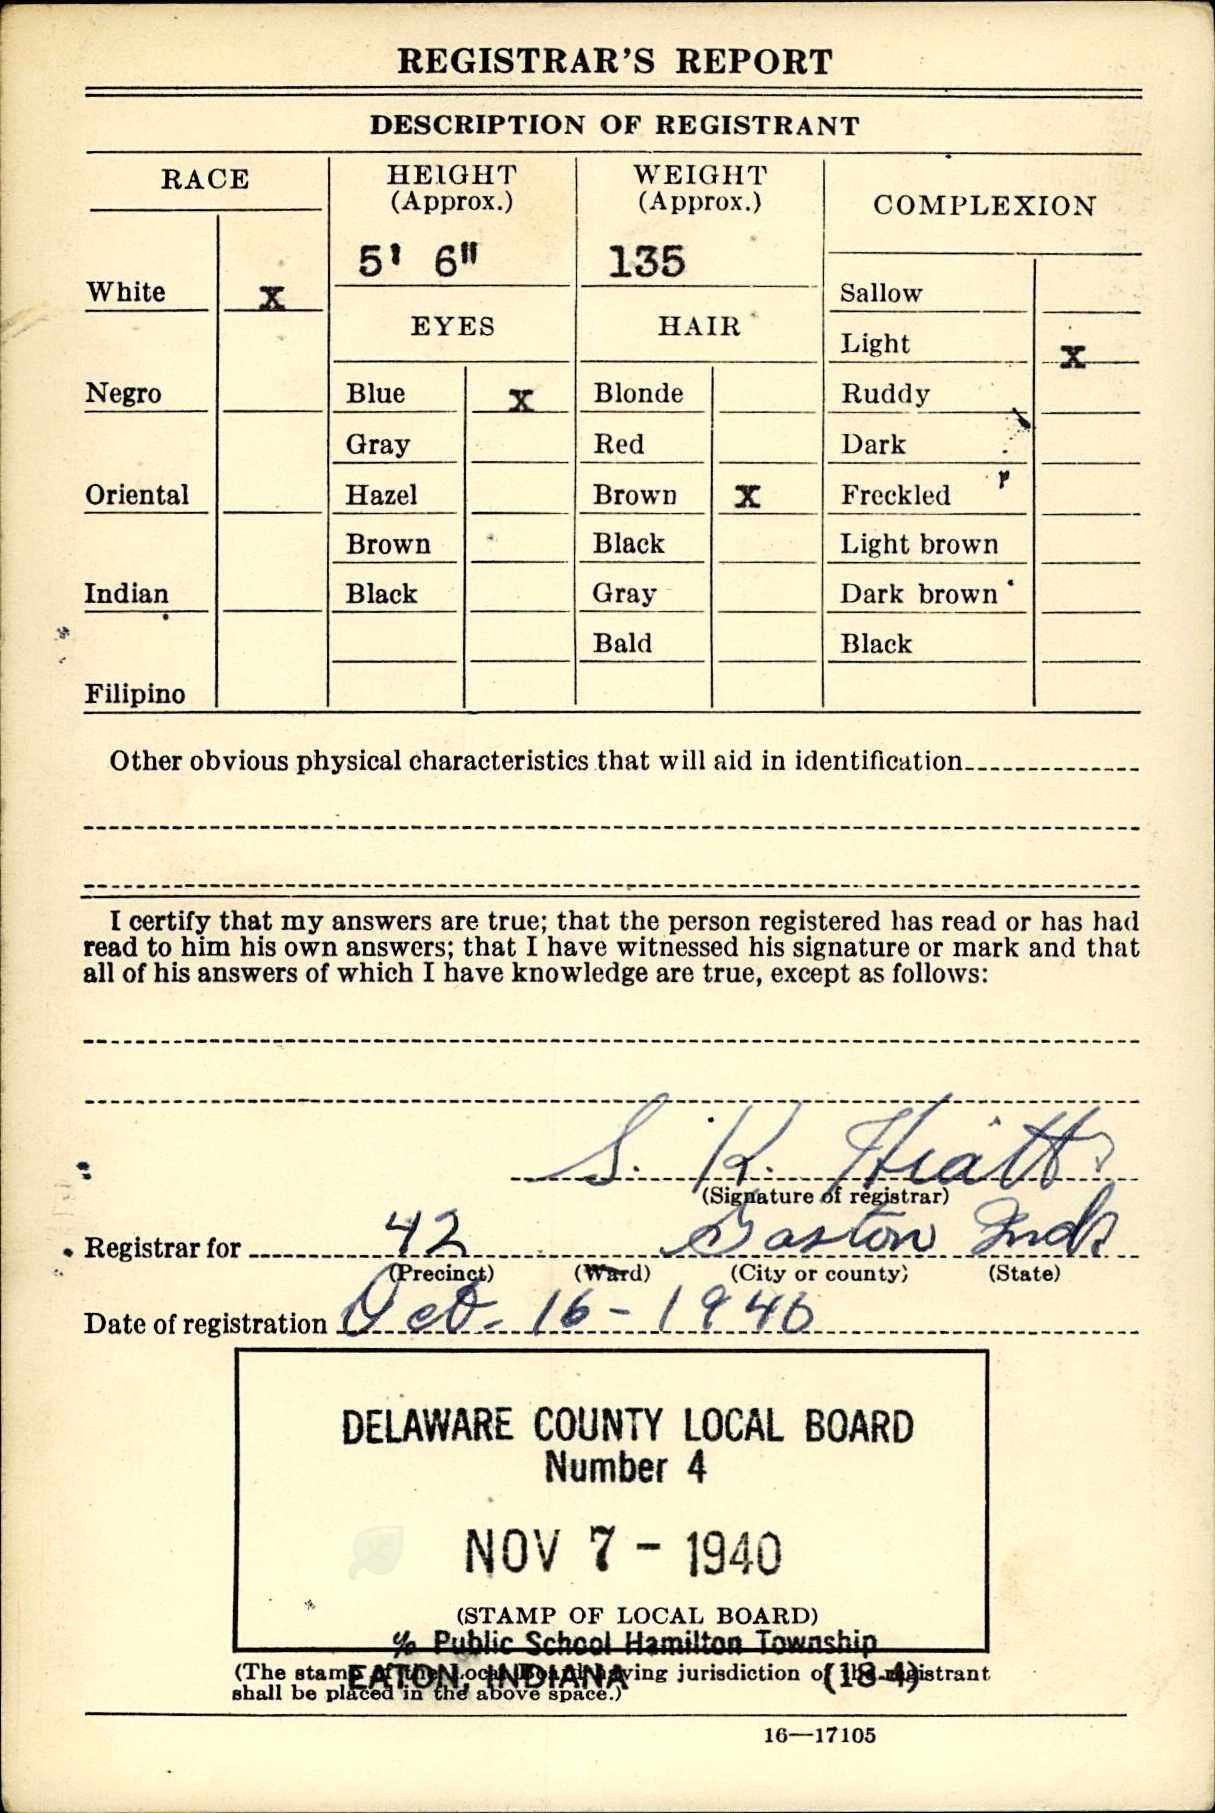 REGISTRAR'S REPORT
DESCRIPTION OF REGISTRANT
RACE
HEIGHT
(Approx.)
WEIGHT
(Approx.)
COMPLEXION
5' 6"
135
White X
EYES
HAIR
Sallow
Light X
Negro
Blue X
Blonde
Ruddy
Gray
Red
Dark
Oriental
Hazel
Brown X
Freckled
Brown
Black
Light brown
Indian
Black
Gray
Dark brown
Bald
Black
Filipino
Other obvious physical characteristics that will aid in identification
I certify that my answers are true; that the person registered has read or has had
read to him his own answers; that I have witnessed his signature or mark and that
all of his answers of which I have knowledge are true, except as follows:
S. K. Hiatt
(Signature of registrar)
Registrar for 42 Gaston Ind.
(Precinct) (Ward) (City or county) (State)
Date of registration Oct. 16 - 1940
DELAWARE COUNTY LOCAL BOARD
Number 4
NOV 7 - 1940
(STAMP OF LOCAL BOARD)
c/o Public School Hamilton Township
(The stamp of the Local Board having jurisdiction of the registrant
EATON, INDIANA (18-4)
shall be placed in the above space.)
16—17105